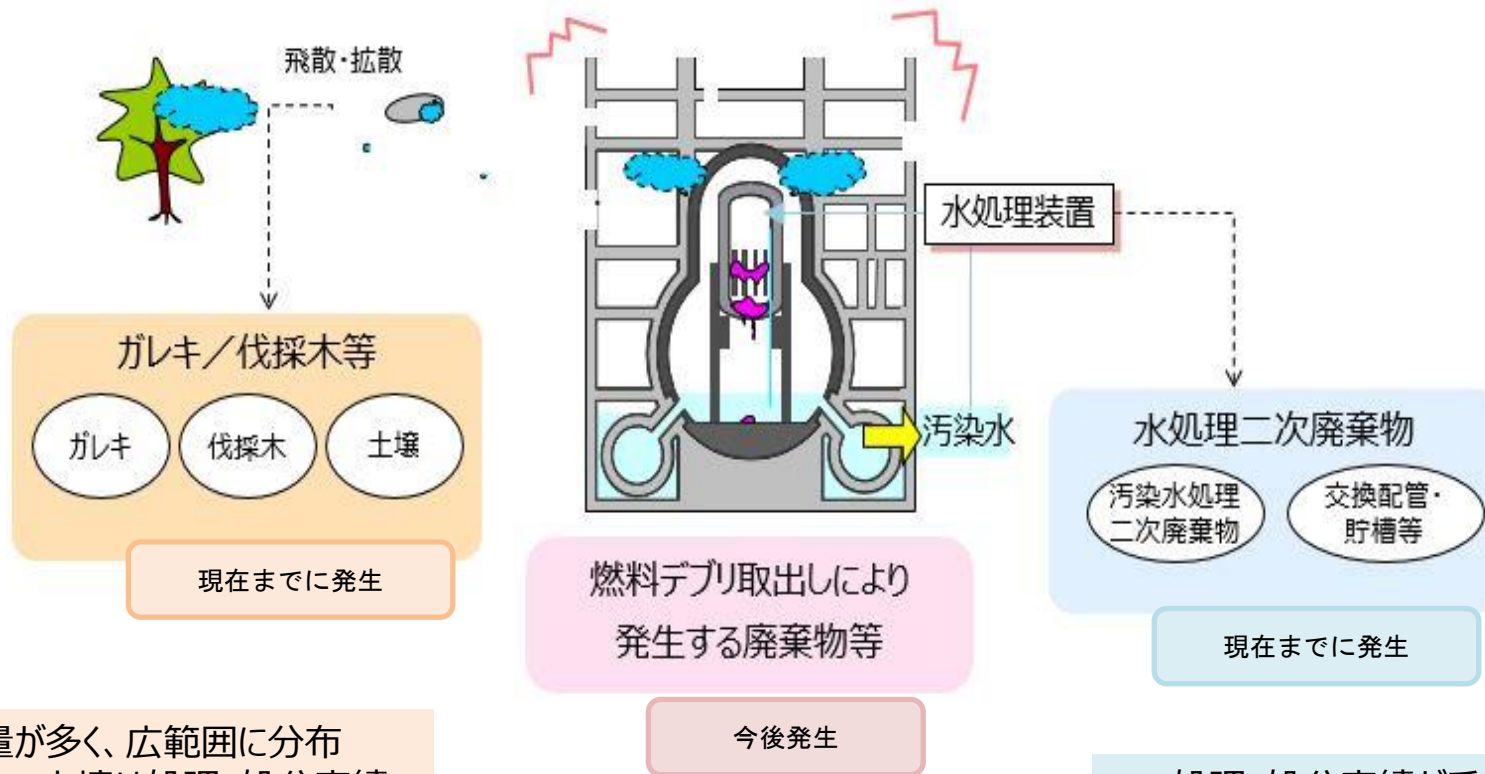 飛散・拡散
水処理装置
汚染水
ガレキ／伐採木等
ガレキ
伐採木
土壌
現在までに発生
燃料デブリ取出しにより
発生する廃棄物等
今後発生
水処理二次廃棄物
汚染水処理
二次廃棄物
交換配管・
貯槽等
現在までに発生
量が多く、広範囲に分布